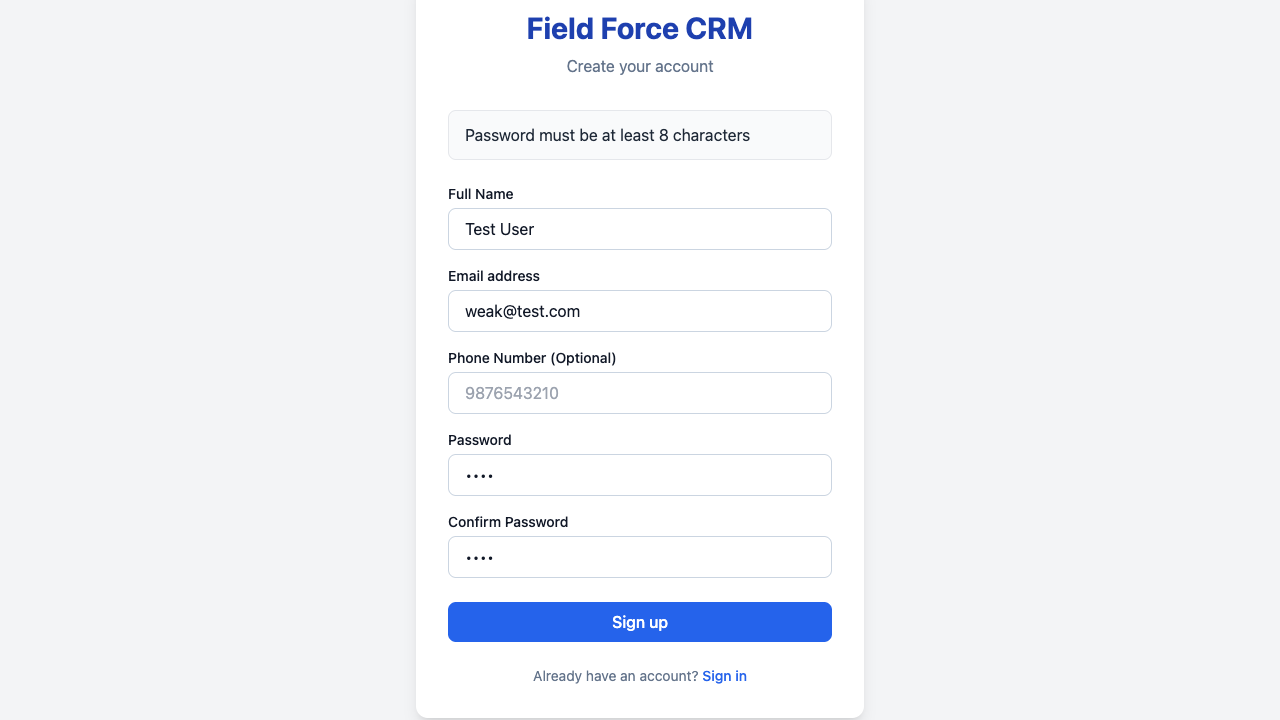 Field Force CRM
Create your account
Password must be at least 8 characters
Full Name
Test User
Email address
weak@test.com
Phone Number (Optional)
9876543210
Password
••••
Confirm Password
••••
Sign up
Already have an account? Sign in